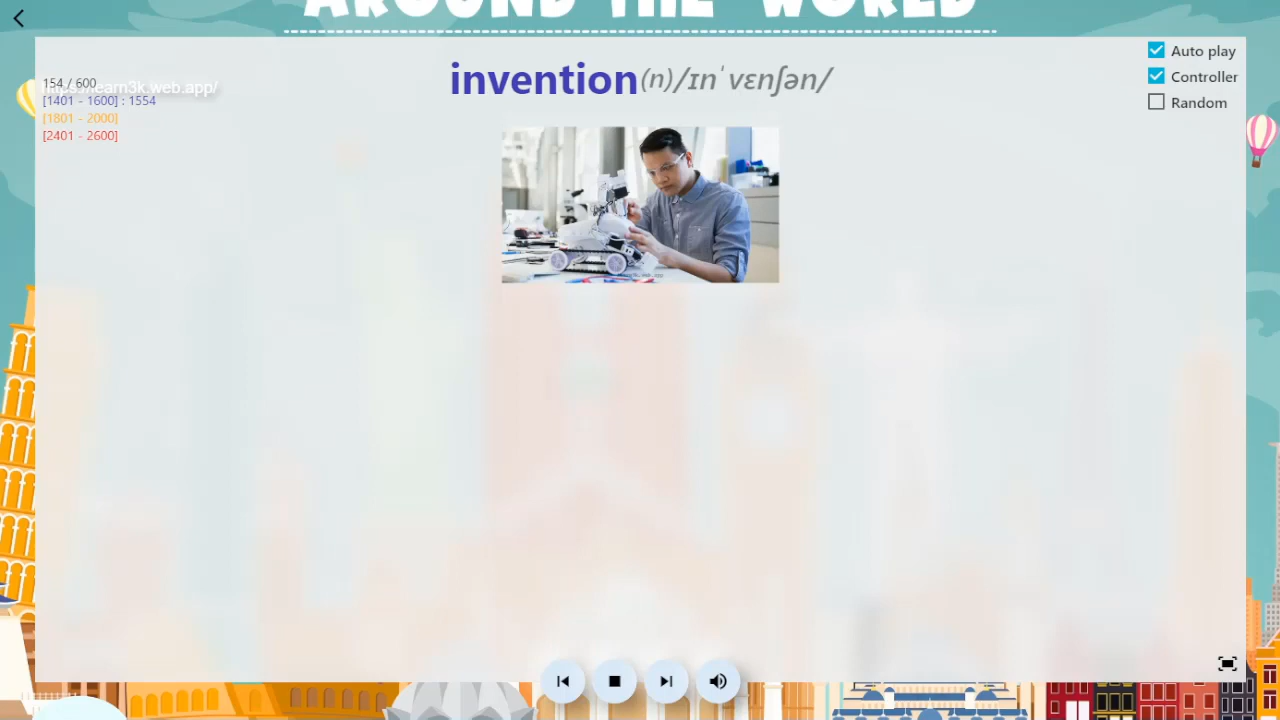 AROUND THE WORLD
154 / 600
https://learn3k.web.app/
[1401 - 1600] : 1554
[1801 - 2000]
[2401 - 2600]
invention(n)/ɪnˈvɛnʃən/
Auto play
Controller
Random